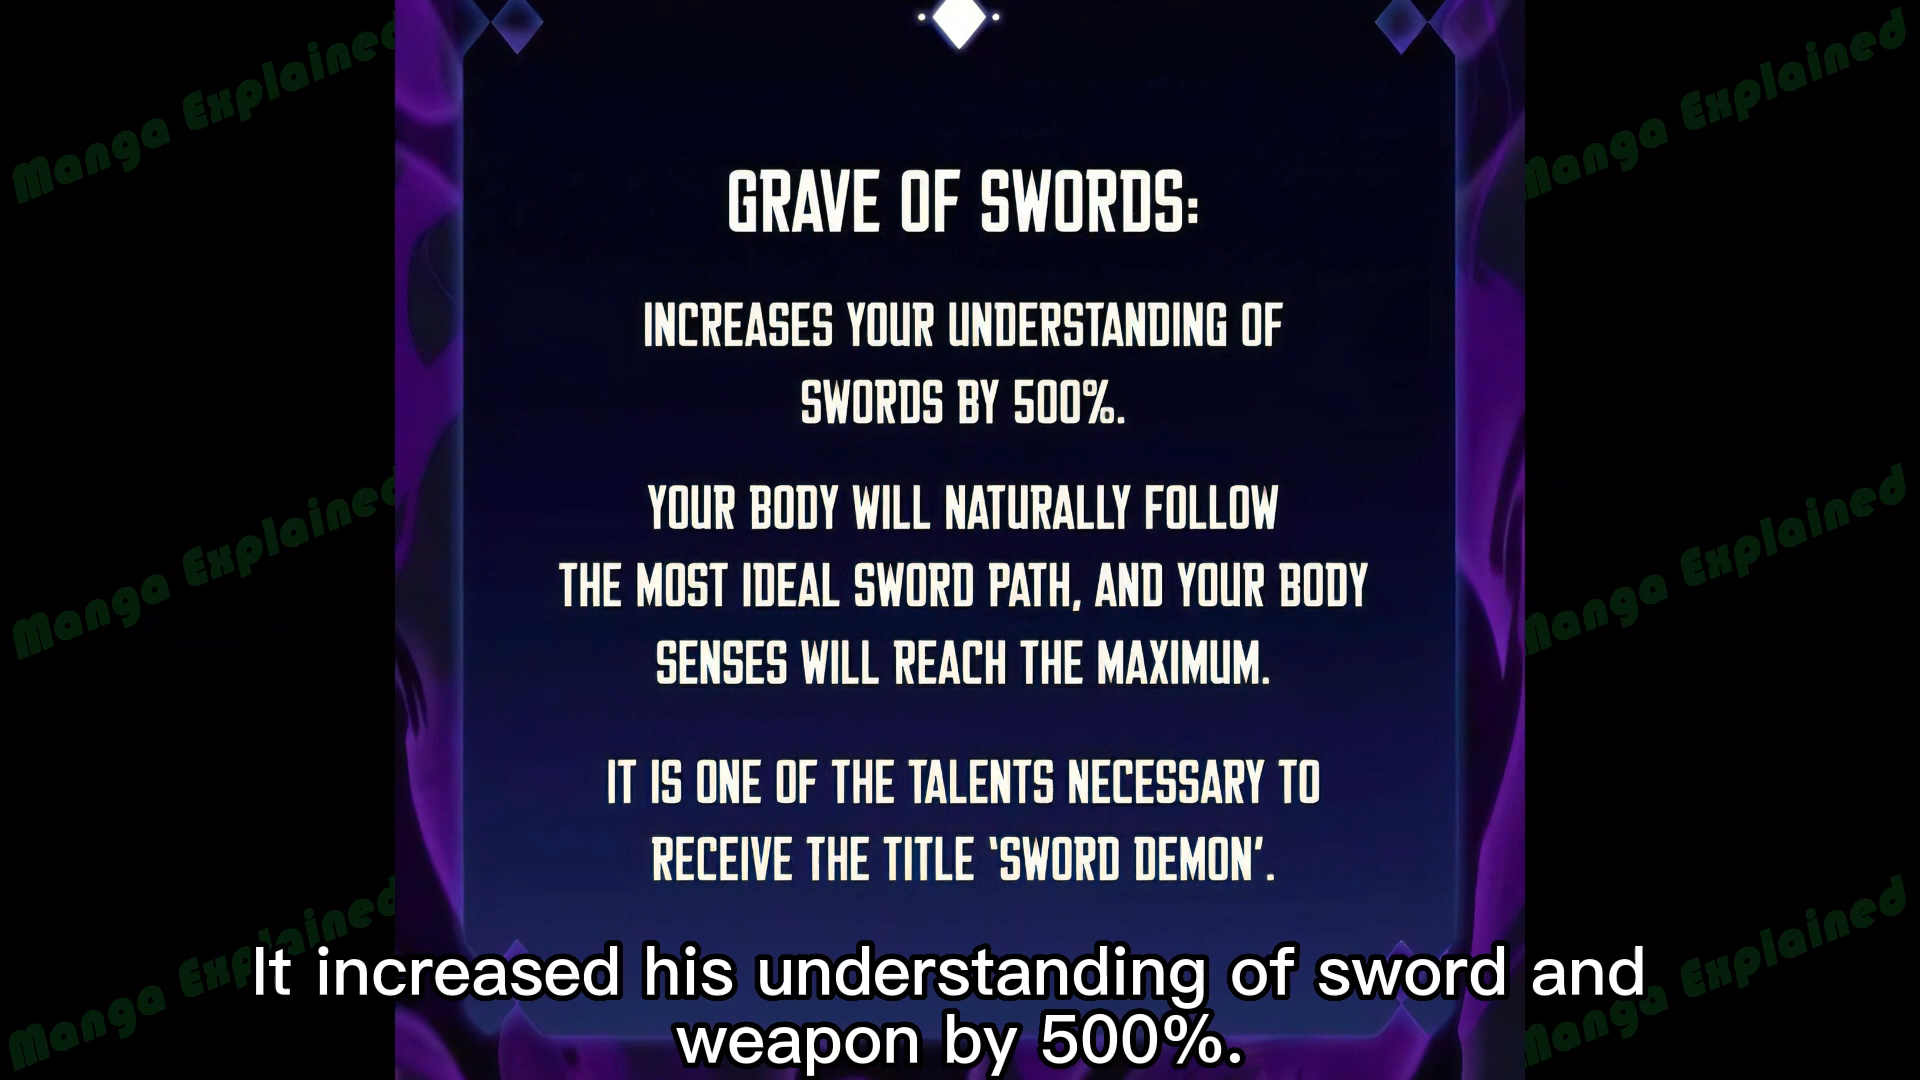 Manga Explained
Manga Explained
GRAVE OF SWORDS:
INCREASES YOUR UNDERSTANDING OF
SWORDS BY 500%.
YOUR BODY WILL NATURALLY FOLLOW
THE MOST IDEAL SWORD PATH, AND YOUR BODY
SENSES WILL REACH THE MAXIMUM.
Manga Explained
Manga Explained
IT IS ONE OF THE TALENTS NECESSARY TO
RECEIVE THE TITLE ‘SWORD DEMON’.
Manga Explained
Manga Explained
It increased his understanding of sword and
weapon by 500%.